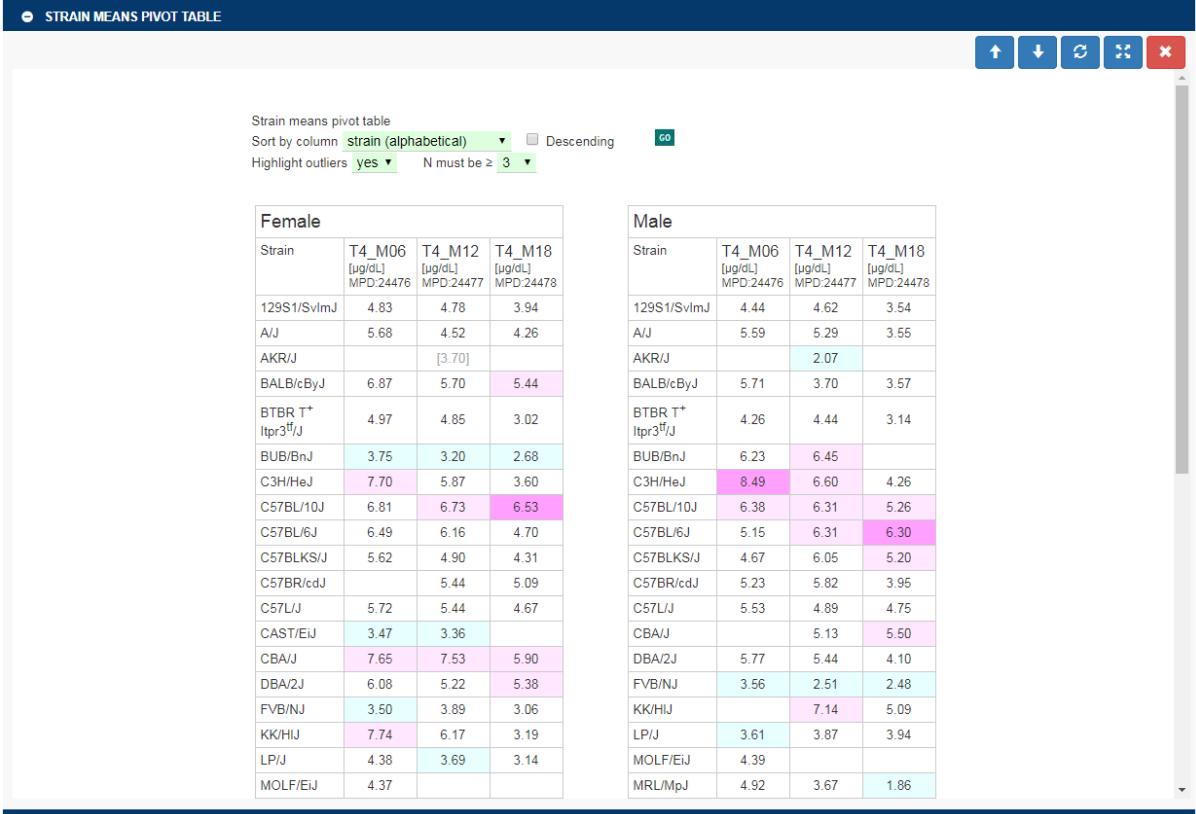 STRAIN MEANS PIVOT TABLE
Strain means pivot table
Sort by column strain (alphabetical) Descending GO
Highlight outliers yes N must be ≥ 3
Female
Strain T4_M06 T4_M12 T4_M18
[µg/dL] [µg/dL] [µg/dL]
MPD:24476 MPD:24477 MPD:24478
129S1/SvImJ 4.83 4.78 3.94
A/J 5.68 4.52 4.26
AKR/J [3.70]
BALB/cByJ 6.87 5.70 5.44
BTBR T+
Itpr3tf/J 4.97 4.85 3.02
BUB/BnJ 3.75 3.20 2.68
C3H/HeJ 7.70 5.87 3.60
C57BL/10J 6.81 6.73 6.53
C57BL/6J 6.49 6.16 4.70
C57BLKS/J 5.62 4.90 4.31
C57BR/cdJ 5.44 5.09
C57L/J 5.72 5.44 4.67
CAST/EiJ 3.47 3.36
CBA/J 7.65 7.53 5.90
DBA/2J 6.08 5.22 5.38
FVB/NJ 3.50 3.89 3.06
KK/HIJ 7.74 6.17 3.19
LP/J 4.38 3.69 3.14
MOLF/EiJ 4.37
Male
Strain T4_M06 T4_M12 T4_M18
[µg/dL] [µg/dL] [µg/dL]
MPD:24476 MPD:24477 MPD:24478
129S1/SvImJ 4.44 4.62 3.54
A/J 5.59 5.29 3.55
AKR/J 2.07
BALB/cByJ 5.71 3.70 3.57
BTBR T+
Itpr3tf/J 4.26 4.44 3.14
BUB/BnJ 6.23 6.45
C3H/HeJ 8.49 6.60 4.26
C57BL/10J 6.38 6.31 5.26
C57BL/6J 5.15 6.31 6.30
C57BLKS/J 4.67 6.05 5.20
C57BR/cdJ 5.23 5.82 3.95
C57L/J 5.53 4.89 4.75
CBA/J 5.13 5.50
DBA/2J 5.77 5.44 4.10
FVB/NJ 3.56 2.51 2.48
KK/HIJ 7.14 5.09
LP/J 3.61 3.87 3.94
MOLF/EiJ 4.39
MRL/MpJ 4.92 3.67 1.86